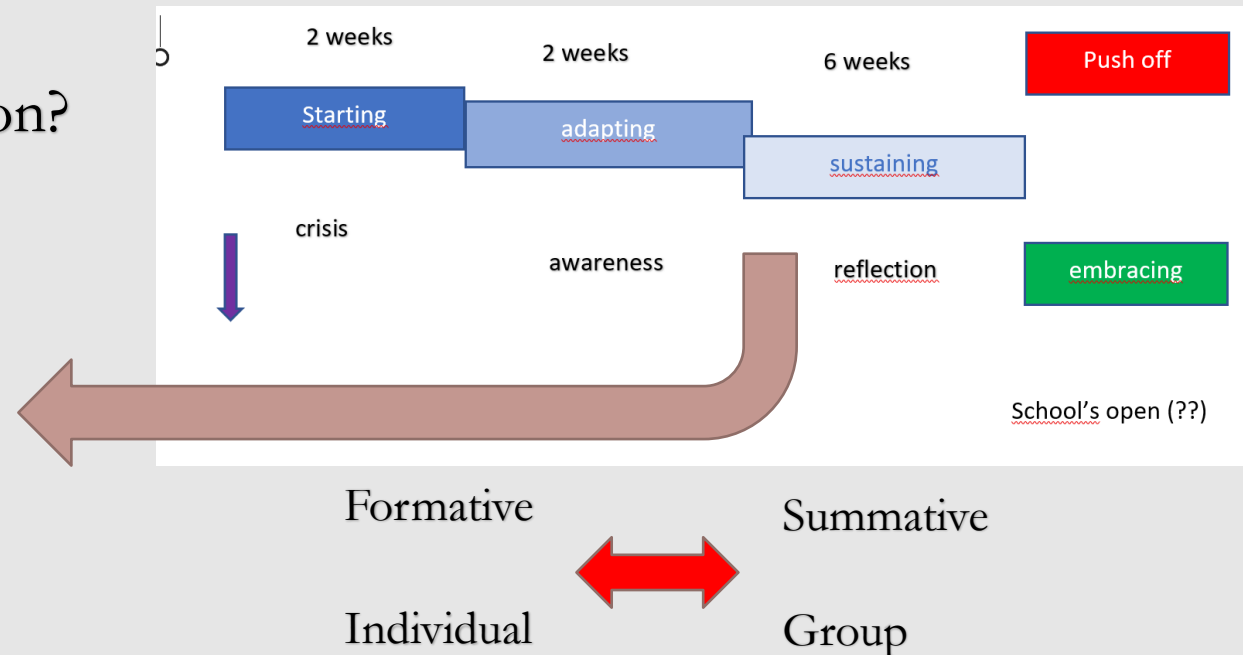 2 weeks
2 weeks
6 weeks
Push off
on?
Starting
adapting
sustaining
crisis
awareness
reflection
embracing
School's open (??)
Formative
Summative
Individual
Group